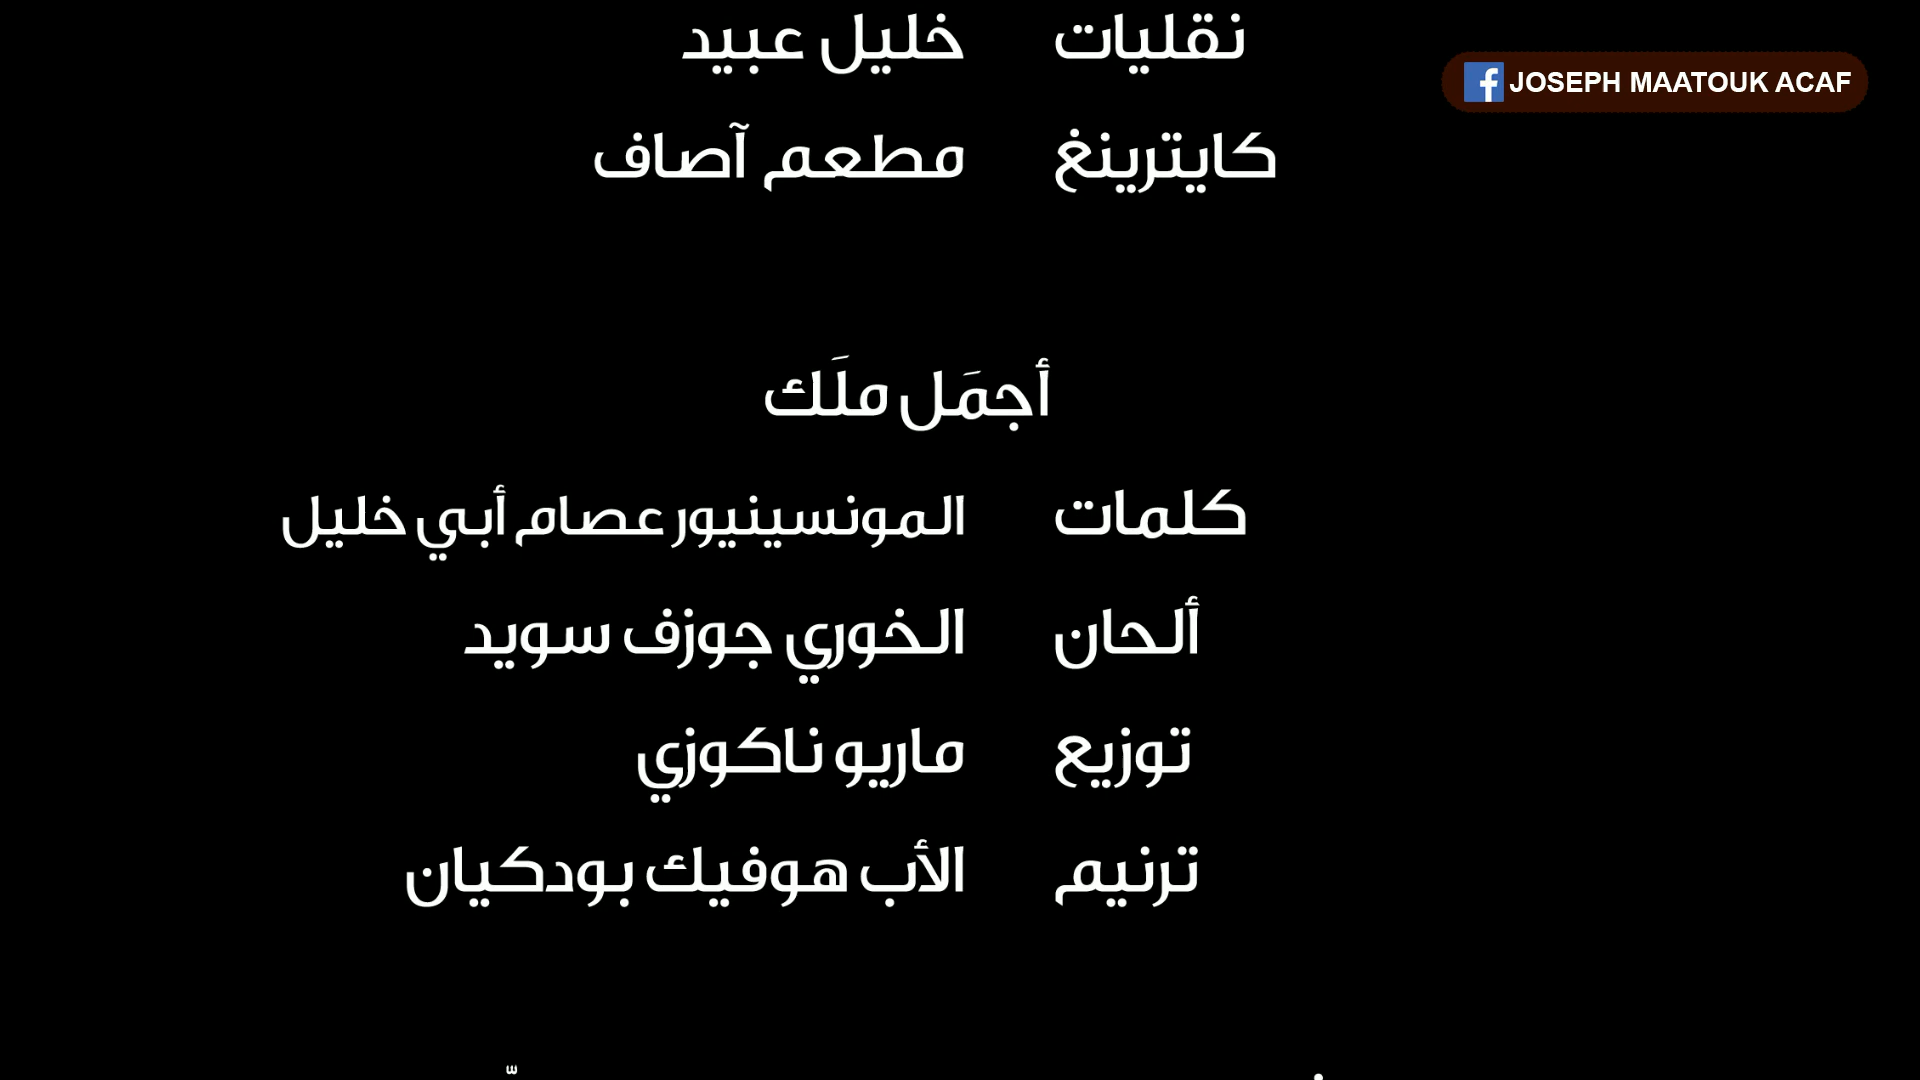 نقليات خليل عبيد
JOSEPH MAATOUK ACAF
كايترينغ مطعم آصاف
أجمَل ملَك
كلمات المونسينيور عصام أبي خليل
ألحان الخوري جوزف سويد
توزيع ماريو ناكوزي
ترنيم الأب هوفيك بودكيان